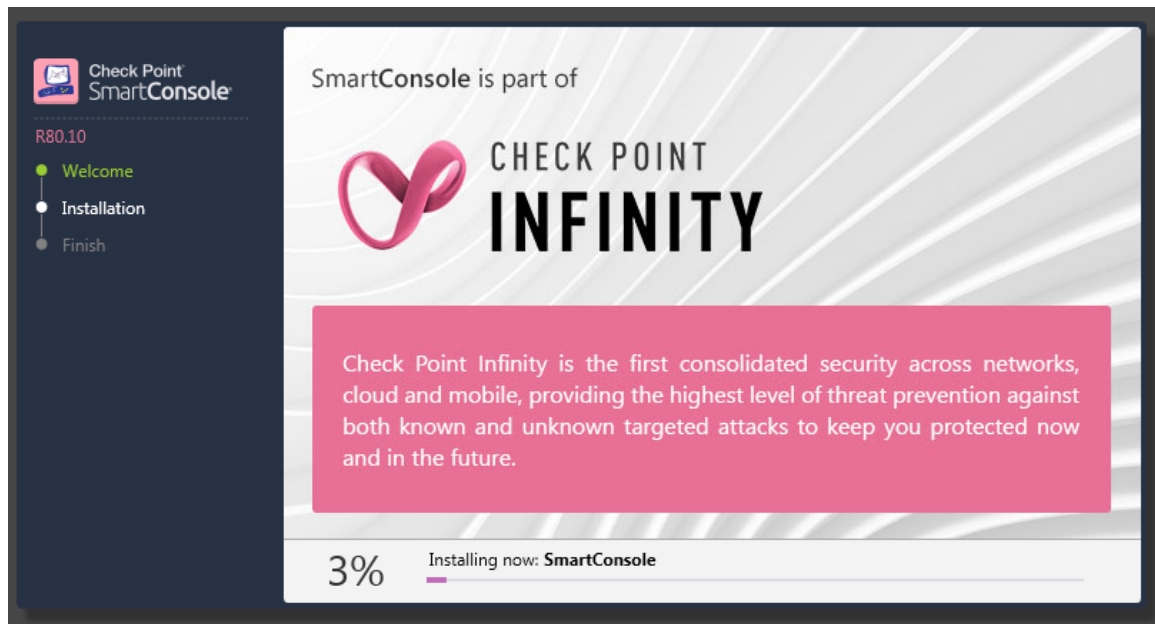 Check Point
SmartConsole
R80.10
Welcome
Installation
Finish
SmartConsole is part of
CHECK POINT
INFINITY
Check Point Infinity is the first consolidated security across networks,
cloud and mobile, providing the highest level of threat prevention against
both known and unknown targeted attacks to keep you protected now
and in the future.
3%
Installing now: SmartConsole